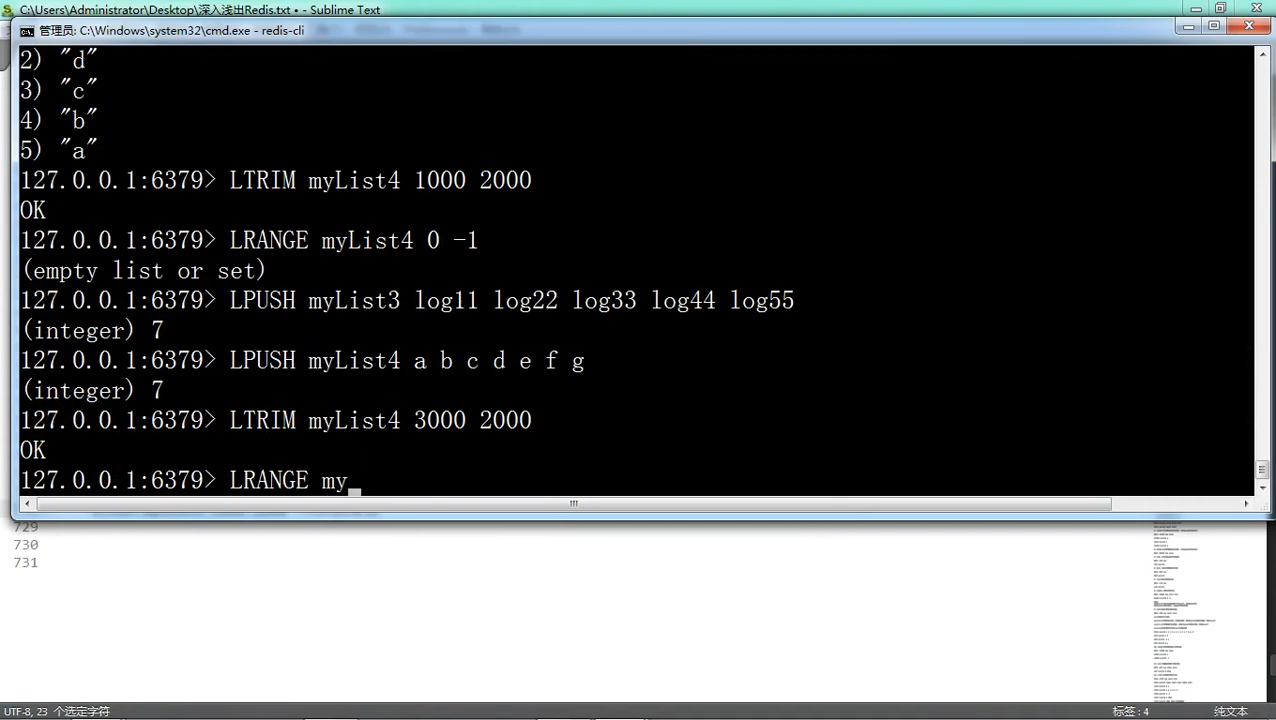 C:\Users\Administrator\Desktop\深入浅出Redis.txt • - Sublime Text
管理员: C:\Windows\system32\cmd.exe - redis-cli
2) "d"
3) "c"
4) "b"
5) "a"
127.0.0.1:6379> LTRIM myList4 1000 2000
OK
127.0.0.1:6379> LRANGE myList4 0 -1
(empty list or set)
127.0.0.1:6379> LPUSH myList3 log11 log22 log33 log44 log55
(integer) 7
127.0.0.1:6379> LPUSH myList4 a b c d e f g
(integer) 7
127.0.0.1:6379> LTRIM myList4 3000 2000
OK
127.0.0.1:6379> LRANGE my
729
730
731
UTF-8, 7 个选定字符
标签: 4
纯文本